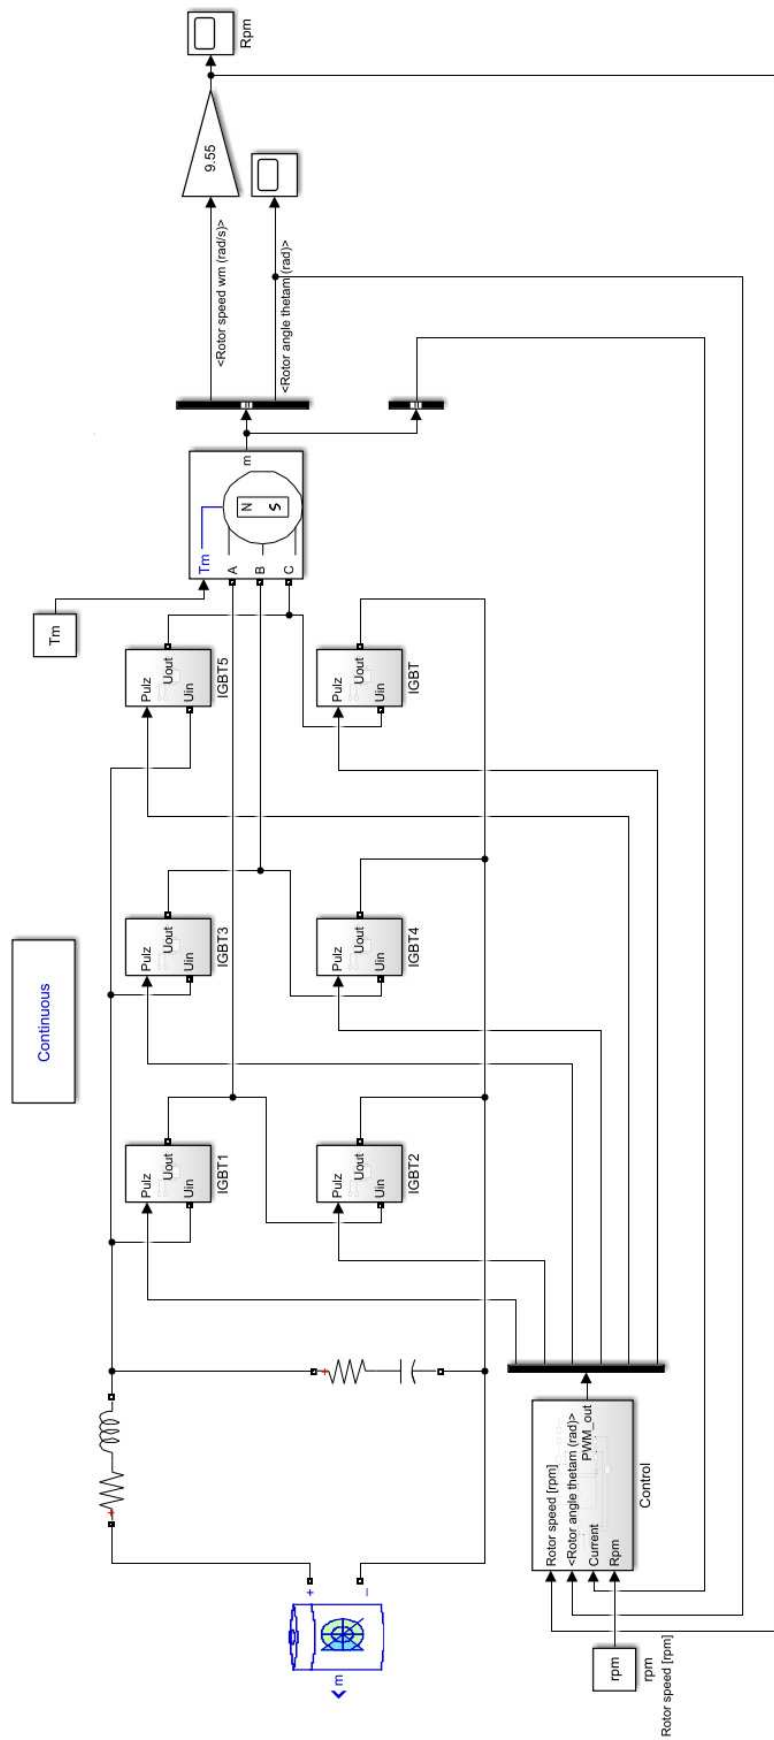 Continuous
Tm
Rpm
9.55
<Rotor speed wm (rad/s)>
<Rotor angle thetam (rad)>
m
Tm
A
B
C
N
S
Pulz
Uout
Uin
IGBT1
Pulz
Uout
Uin
IGBT3
Pulz
Uout
Uin
IGBT5
Pulz
Uout
Uin
IGBT2
Pulz
Uout
Uin
IGBT4
Pulz
Uout
Uin
IGBT
+
+
+
_
m
Rotor speed [rpm]
<Rotor angle thetam (rad)>
PWM_out
Current
Rpm
Control
rpm
rpm
Rotor speed [rpm]